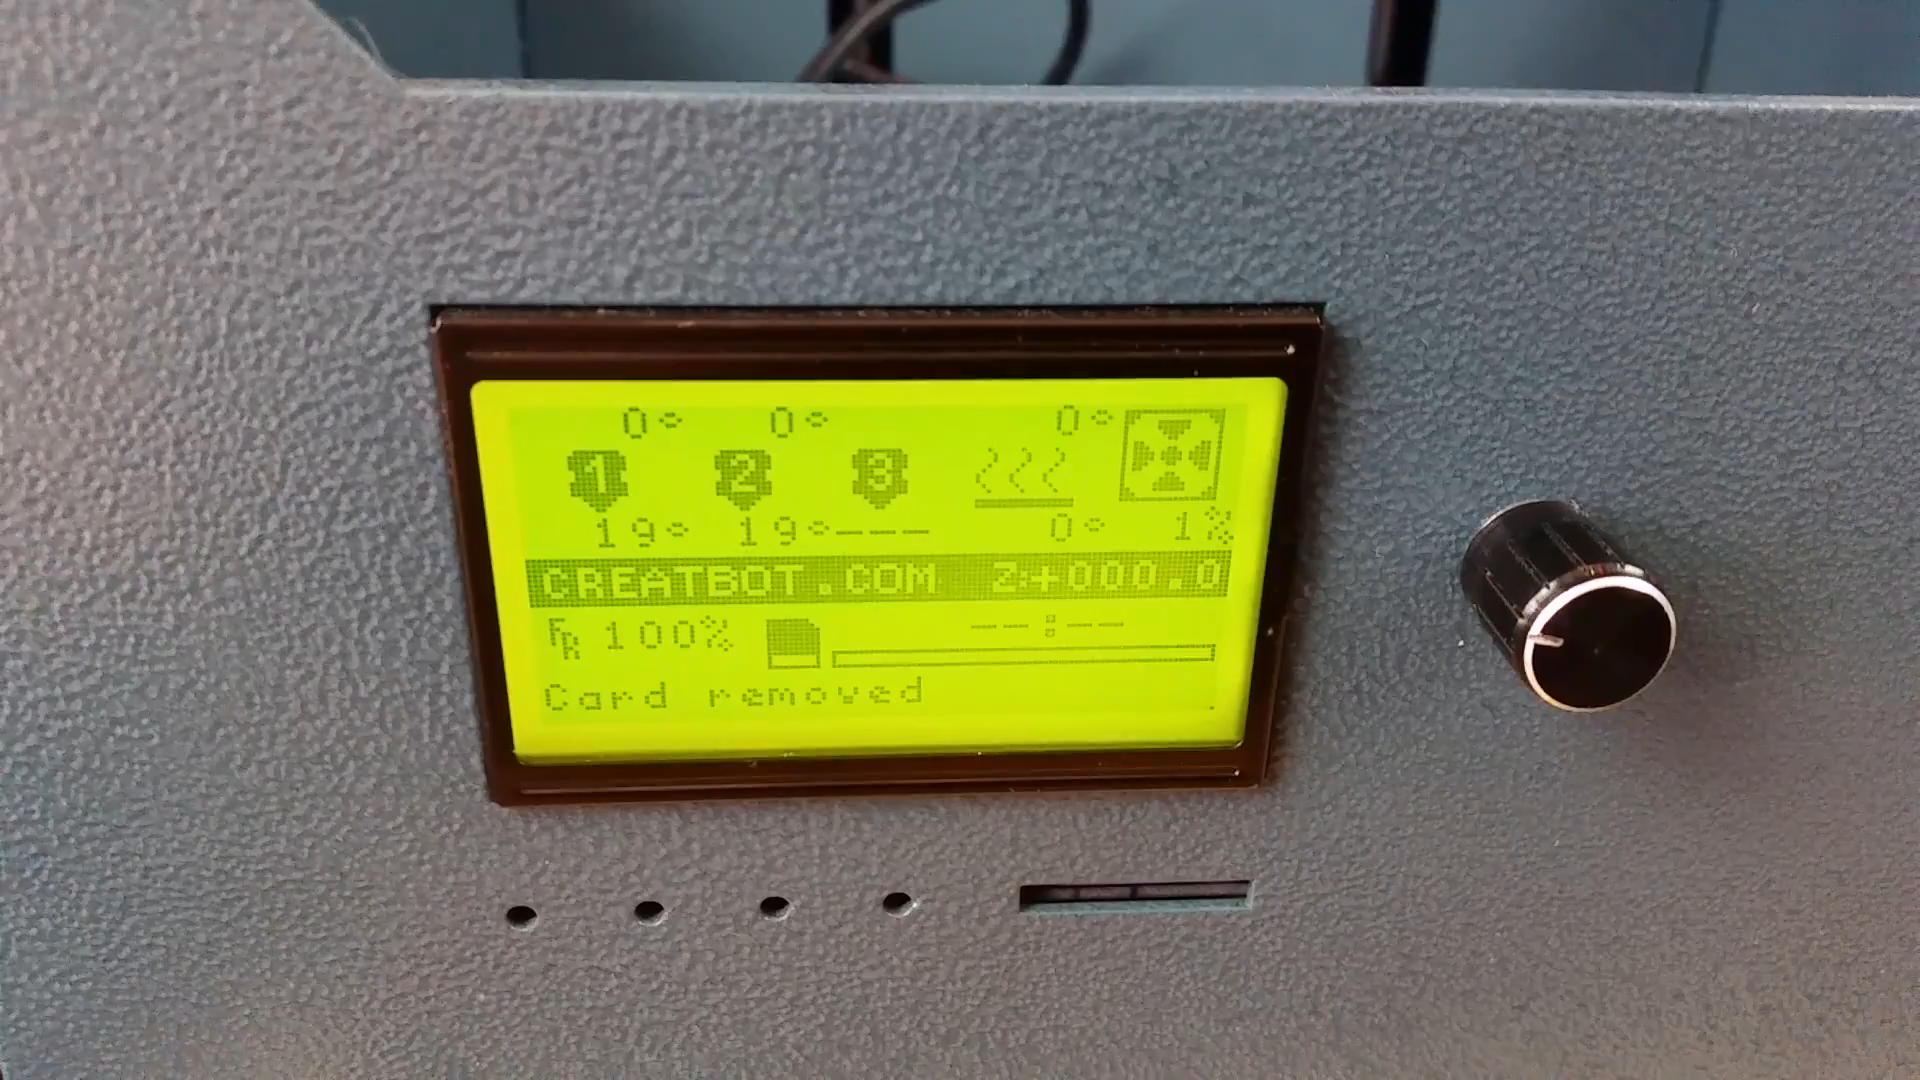 0° 0° 0°
1 2 3
19° 19°--- 0° 1%
CREATBOT.COM Z:+000.0
FR 100% ---:---
Card removed